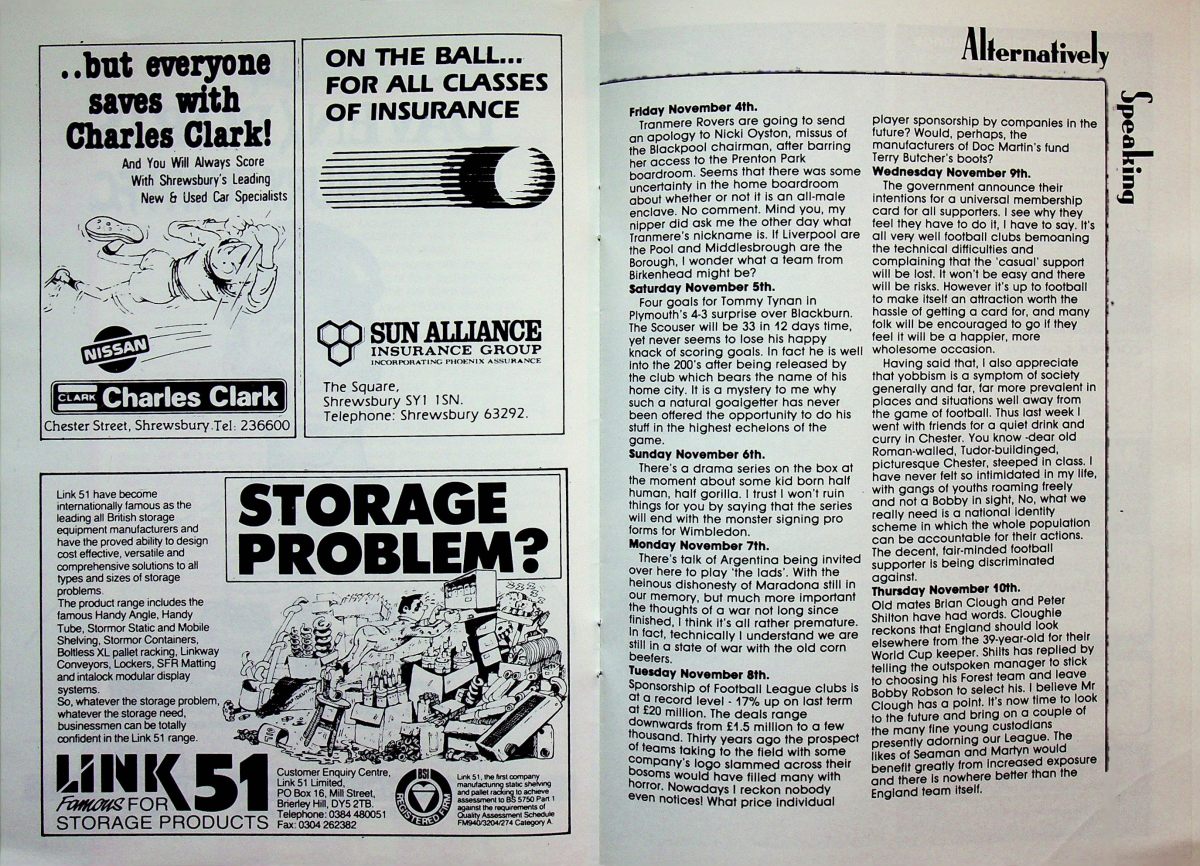 ..but everyone
saves with
Charles Clark!
And You Will Always Score
With Shrewsbury's Leading
New & Used Car Specialists
NISSAN
CLARK Charles Clark
Chester Street, Shrewsbury.Tel: 236600
ON THE BALL...
FOR ALL CLASSES
OF INSURANCE
SUN ALLIANCE
INSURANCE GROUP
INCORPORATING PHOENIX ASSURANCE
The Square,
Shrewsbury SY1 1SN.
Telephone: Shrewsbury 63292.
Link 51 have become
internationally famous as the
leading all British storage
equipment manufacturers and
have the proved ability to design
cost effective, versatile and
comprehensive solutions to all
types and sizes of storage
problems.
The product range includes the
famous Handy Angle, Handy
Tube, Stormor Static and Mobile
Shelving, Stormor Containers,
Boltless XL pallet racking, Linkway
Conveyors, Lockers, SFR Matting
and intalock modular display
systems.
So, whatever the storage problem,
whatever the storage need,
businessmen can be totally
confident in the Link 51 range.
STORAGE
PROBLEM?
LINK 51
Famous FOR
STORAGE PRODUCTS
Customer Enquiry Centre,
Link 51 Limited,
PO Box 16, Mill Street,
Brierley Hill, DY5 2TB.
Telephone: 0384 480051
Fax: 0304 262382
BSI
REGISTERED FIRM
Link 51, the first company
manufacturing static shelving
and pallet racking to achieve
assessment to BS 5750 Part 1
against the requirements of
Quality Assessment Schedule
FM940/3204/274 Category A.
Alternatively
Speaking
Friday November 4th.
Tranmere Rovers are going to send
an apology to Nicki Oyston, missus of
the Blackpool chairman, after barring
her access to the Prenton Park
boardroom. Seems that there was some
uncertainty in the home boardroom
about whether or not it is an all-male
enclave. No comment. Mind you, my
nipper did ask me the other day what
Tranmere's nickname is. If Liverpool are
the Pool and Middlesbrough are the
Borough, I wonder what a team from
Birkenhead might be?
Saturday November 5th.
Four goals for Tommy Tynan in
Plymouth's 4-3 surprise over Blackburn.
The Scouser will be 33 in 12 days time,
yet never seems to lose his happy
knack of scoring goals. In fact he is well
into the 200's after being released by
the club which bears the name of his
home city. It is a mystery to me why
such a natural goalgetter has never
been offered the opportunity to do his
stuff in the highest echelons of the
game.
Sunday November 6th.
There's a drama series on the box at
the moment about some kid born half
human, half gorilla. I trust I won't ruin
things for you by saying that the series
will end with the monster signing pro
forms for Wimbledon.
Monday November 7th.
There's talk of Argentina being invited
over here to play 'the lads'. With the
heinous dishonesty of Maradona still in
our memory, but much more important
the thoughts of a war not long since
finished, I think it's all rather premature.
In fact, technically I understand we are
still in a state of war with the old corn
beefers.
Tuesday November 8th.
Sponsorship of Football League clubs is
at a record level - 17% up on last term
at £20 million. The deals range
downwards from £1.5 million to a few
thousand. Thirty years ago the prospect
of teams taking to the field with some
company's logo slammed across their
bosoms would have filled many with
horror. Nowadays I reckon nobody
even notices! What price individual
player sponsorship by companies in the
future? Would, perhaps, the
manufacturers of Doc Martin's fund
Terry Butcher's boots?
Wednesday November 9th.
The government announce their
intentions for a universal membership
card for all supporters. I see why they
feel they have to do it, I have to say. It's
all very well football clubs bemoaning
the technical difficulties and
complaining that the 'casual' support
will be lost. It won't be easy and there
will be risks. However it's up to football
to make itself an attraction worth the
hassle of getting a card for, and many
folk will be encouraged to go if they
feel it will be a happier, more
wholesome occasion.
Having said that, I also appreciate
that yobbism is a symptom of society
generally and far, far more prevalent in
places and situations well away from
the game of football. Thus last week I
went with friends for a quiet drink and
curry in Chester. You know -dear old
Roman-walled, Tudor-buildinged,
picturesque Chester, steeped in class. I
have never felt so intimidated in my life,
with gangs of youths roaming freely
and not a Bobby in sight, No, what we
really need is a national identity
scheme in which the whole population
can be accountable for their actions.
The decent, fair-minded football
supporter is being discriminated
against.
Thursday November 10th.
Old mates Brian Clough and Peter
Shilton have had words. Cloughie
reckons that England should look
elsewhere from the 39-year-old for their
World Cup keeper. Shilts has replied by
telling the outspoken manager to stick
to choosing his Forest team and leave
Bobby Robson to select his. I believe Mr
Clough has a point. It's now time to look
to the future and bring on a couple of
the many fine young custodians
presently adorning our League. The
likes of Seaman and Martyn would
benefit greatly from increased exposure
and there is nowhere better than the
England team itself.